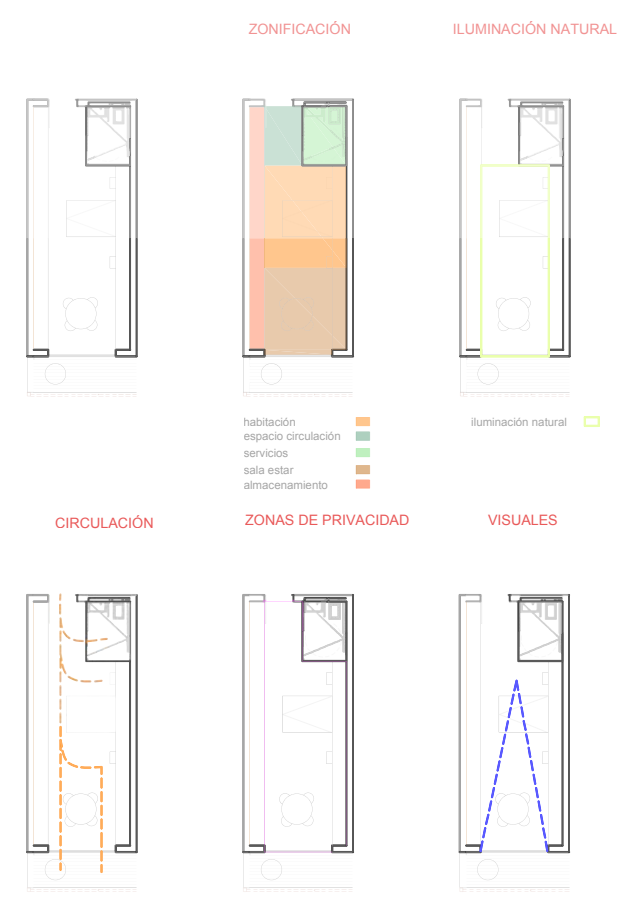 ZONIFICACIÓN
ILUMINACIÓN NATURAL
habitación
espacio circulación
servicios
sala estar
almacenamiento
iluminación natural
CIRCULACIÓN
ZONAS DE PRIVACIDAD
VISUALES